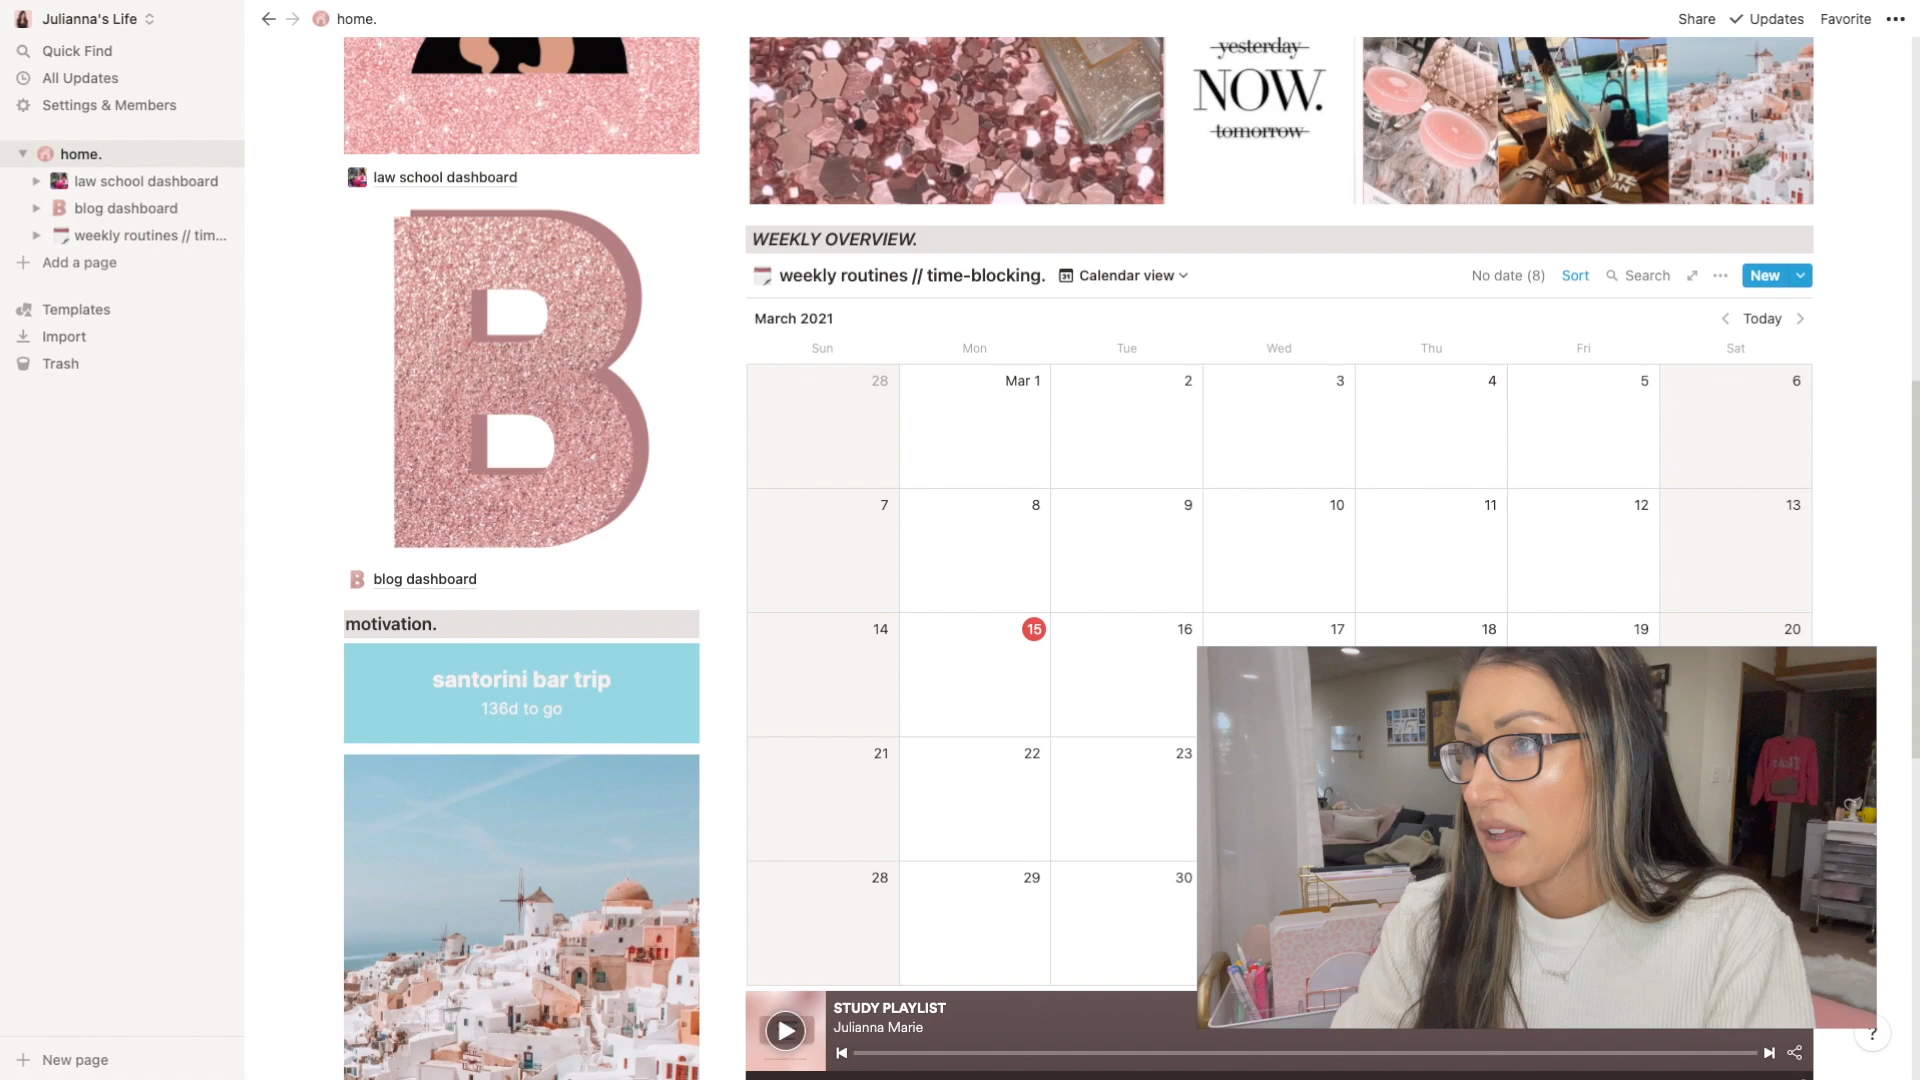 Julianna's Life
Quick Find
All Updates
Settings & Members
home.
law school dashboard
blog dashboard
weekly routines // tim...
Add a page
Templates
Import
Trash
New page
home.
Share
Updates
Favorite
law school dashboard
B
blog dashboard
motivation.
santorini bar trip
136d to go
yesterday
NOW.
tomorrow
WEEKLY OVERVIEW.
weekly routines // time-blocking.
Calendar view
No date (8)
Sort
Search
New
March 2021
Today
Sun Mon Tue Wed Thu Fri Sat
28 Mar 1 2 3 4 5 6
7 8 9 10 11 12 13
14 15 16 17 18 19 20
21 22 23
28 29 30
STUDY PLAYLIST
Julianna Marie
?